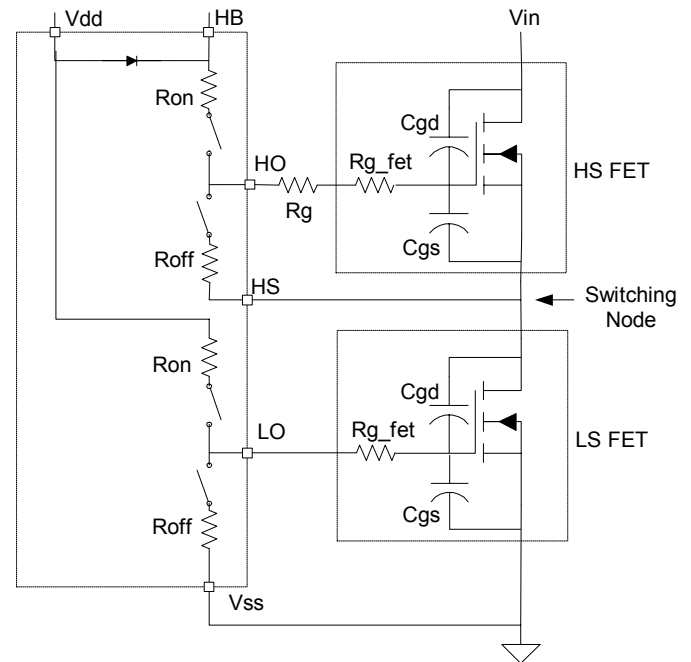 Vdd
HB
Vin
Ron
Cgd
HO
Rg_fet
HS FET
Rg
Cgs
Roff
HS
Switching
Node
Ron
Cgd
LO
Rg_fet
LS FET
Cgs
Roff
Vss